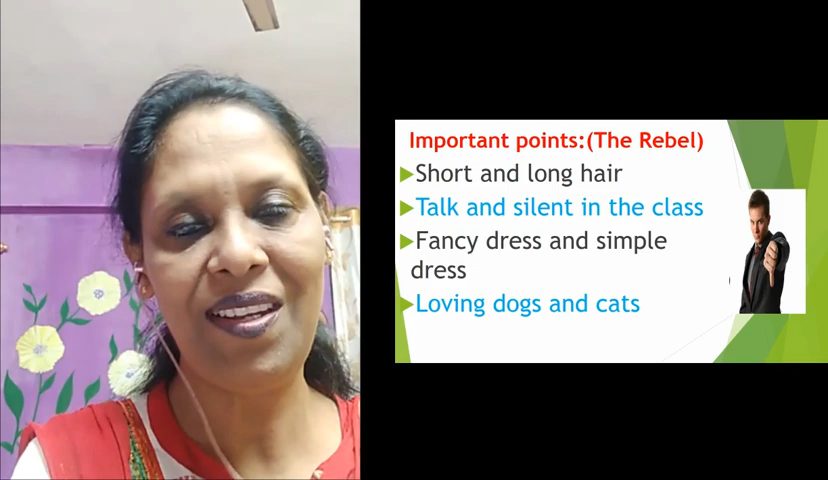 Important points:(The Rebel)
Short and long hair
Talk and silent in the class
Fancy dress and simple
dress
Loving dogs and cats